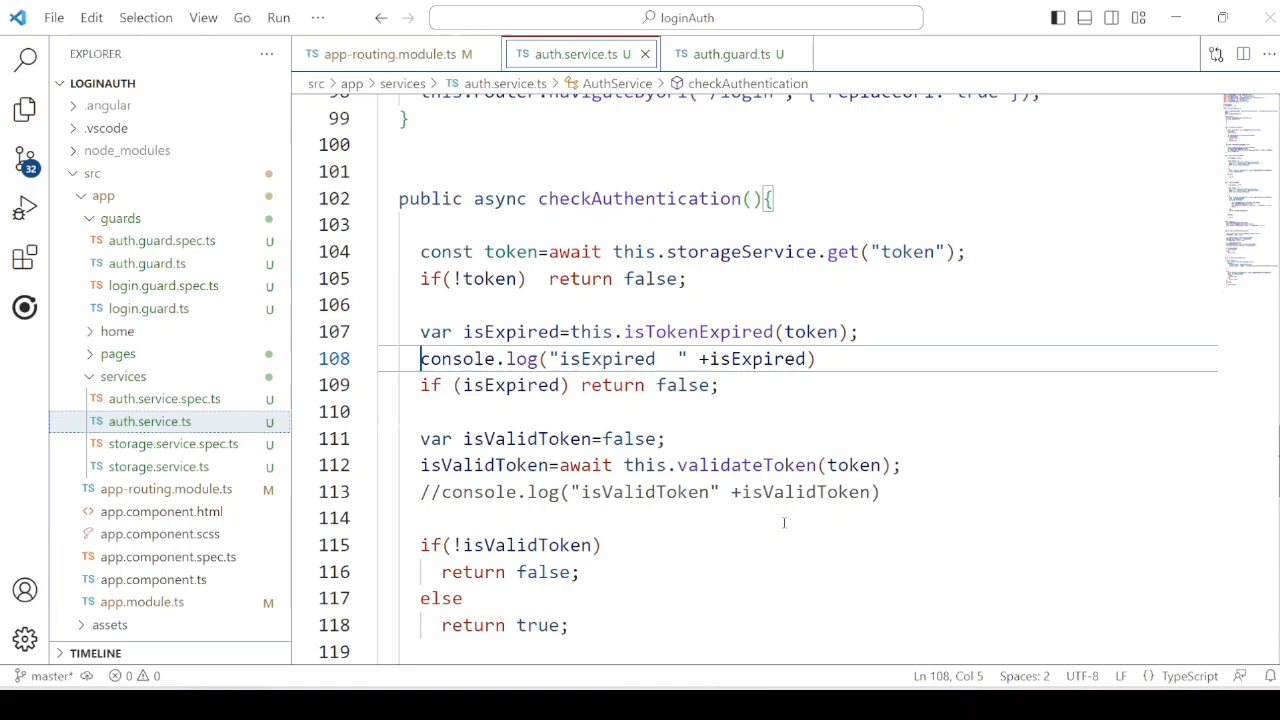 File Edit Selection View Go Run ··· loginAuth
EXPLORER ···
LOGINAUTH
.angular
.vscode
node_modules
src
app
guards
TS auth.guard.spec.ts U
TS auth.guard.ts U
TS login.guard.spec.ts U
TS login.guard.ts U
home
pages
services
TS auth.service.spec.ts U
TS auth.service.ts U
TS storage.service.spec.ts U
TS storage.service.ts U
TS app-routing.module.ts M
app.component.html
app.component.scss
TS app.component.spec.ts
TS app.component.ts
TS app.module.ts M
assets
TIMELINE
32
TS app-routing.module.ts M TS auth.service.ts U TS auth.guard.ts U ···
src > app > services > TS auth.service.ts > AuthService > checkAuthentication
99 }
100
101
102 public async checkAuthentication(){
103
104 const token=await this.storageService.get("token");
105 if(!token)  return false;
106
107 var isExpired=this.isTokenExpired(token);
108 console.log("isExpired  " +isExpired)
109 if (isExpired) return false;
110
111 var isValidToken=false;
112 isValidToken=await this.validateToken(token);
113 //console.log("isValidToken" +isValidToken)
114
115 if(!isValidToken)
116 return false;
117 else
118 return true;
119
master* 0 0 Ln 108, Col 5 Spaces: 2 UTF-8 LF {} TypeScript